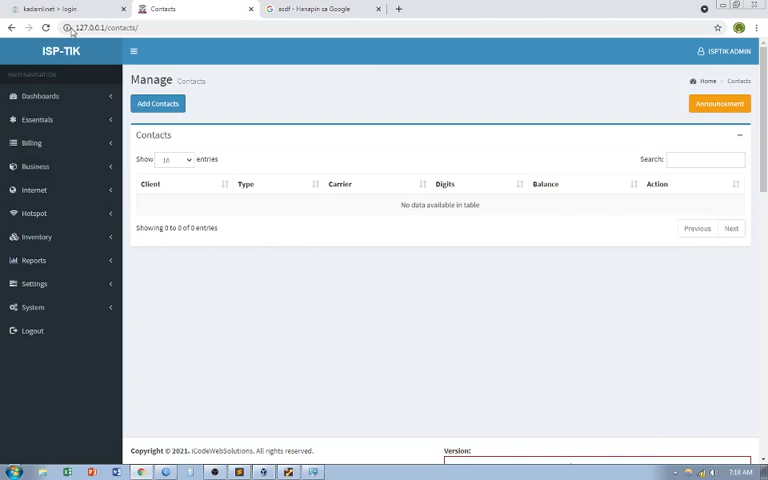 kadaml.net > login
Contacts
asdf - Hanapin sa Google
127.0.0.1/contacts/
ISP-TIK
ISPTIK ADMIN
MAIN NAVIGATION
Dashboards
Essentials
Billing
Business
Internet
Hotspot
Inventory
Reports
Settings
System
Logout
Manage Contacts
Home
Contacts
Add Contacts
Announcement
Contacts
Show 10 entries
Search:
Client Type Carrier Digits Balance Action
No data available in table
Showing 0 to 0 of 0 entries
Previous Next
Copyright © 2021. iCodeWebSolutions. All rights reserved.
Version:
7:18 AM